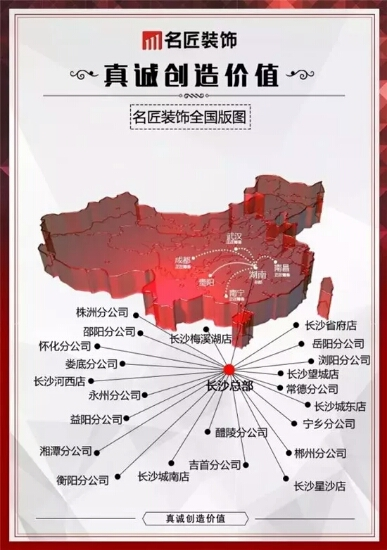 名匠装饰
真诚创造价值
名匠装饰全国版图
武汉
成都
湖南
南昌
贵阳
南宁
株洲分公司
邵阳分公司
长沙梅溪湖店
长沙省府店
怀化分公司
岳阳分公司
娄底分公司
浏阳分公司
长沙河西店
长沙总部
长沙望城店
永州分公司
常德分公司
益阳分公司
长沙城东店
醴陵分公司
宁乡分公司
湘潭分公司
郴州分公司
衡阳分公司
长沙城南店
吉首分公司
长沙星沙店
真诚创造价值